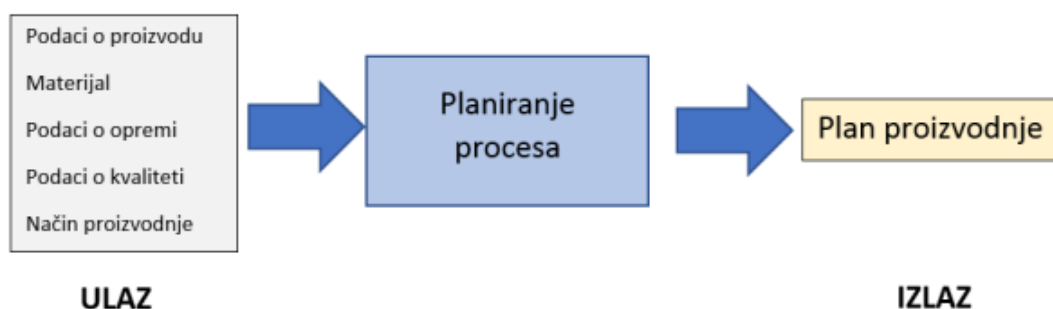 Podaci o proizvodu
Materijal
Podaci o opremi
Podaci o kvaliteti
Način proizvodnje
ULAZ
Planiranje
procesa
Plan proizvodnje
IZLAZ